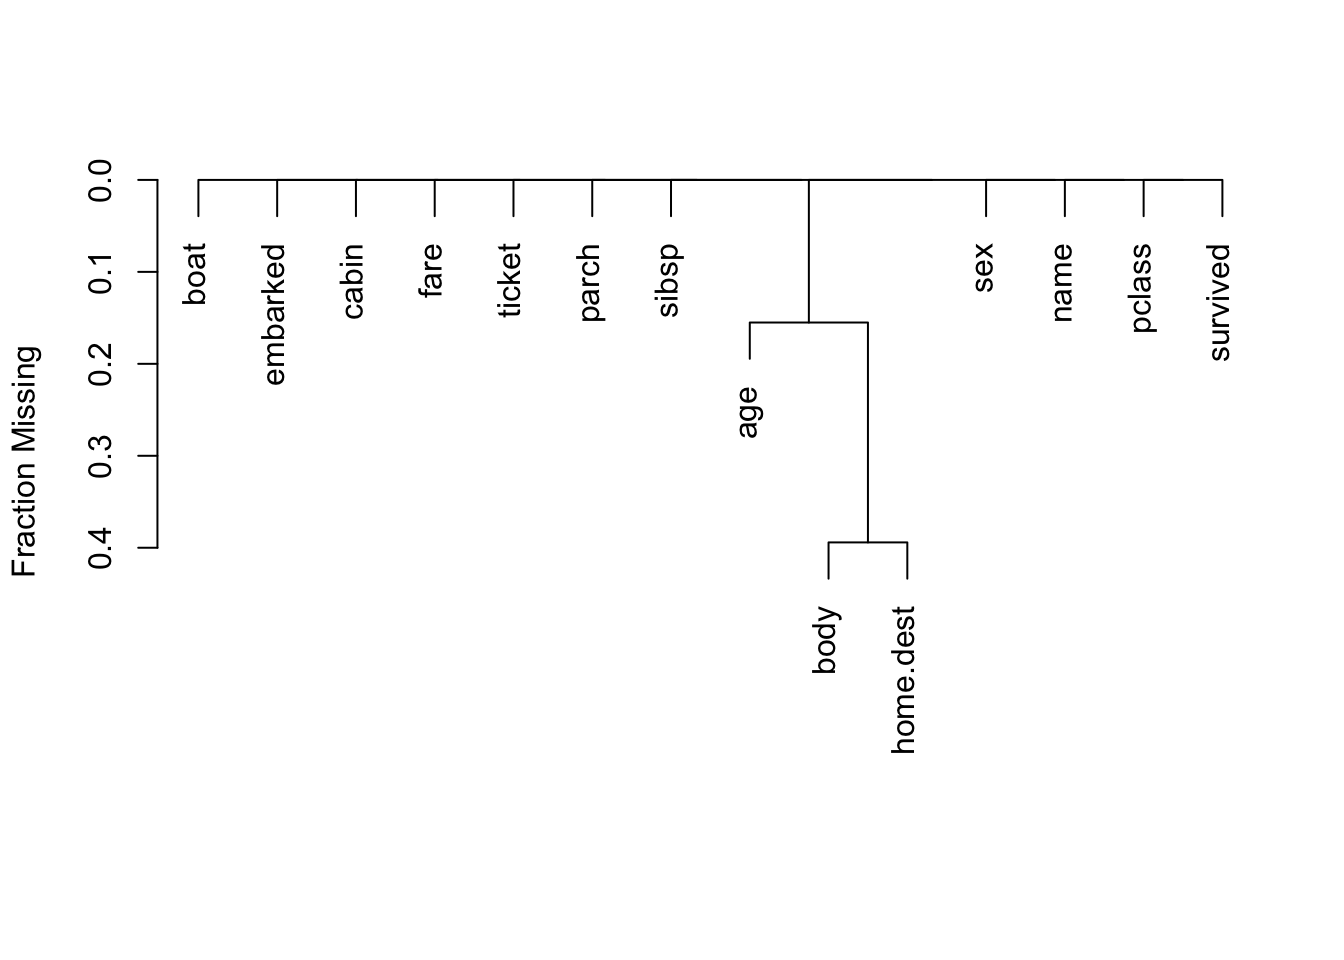 Fraction Missing
0.0
0.1
0.2
0.3
0.4
boat
embarked
cabin
fare
ticket
parch
sibsp
age
body
home.dest
sex
name
pclass
survived